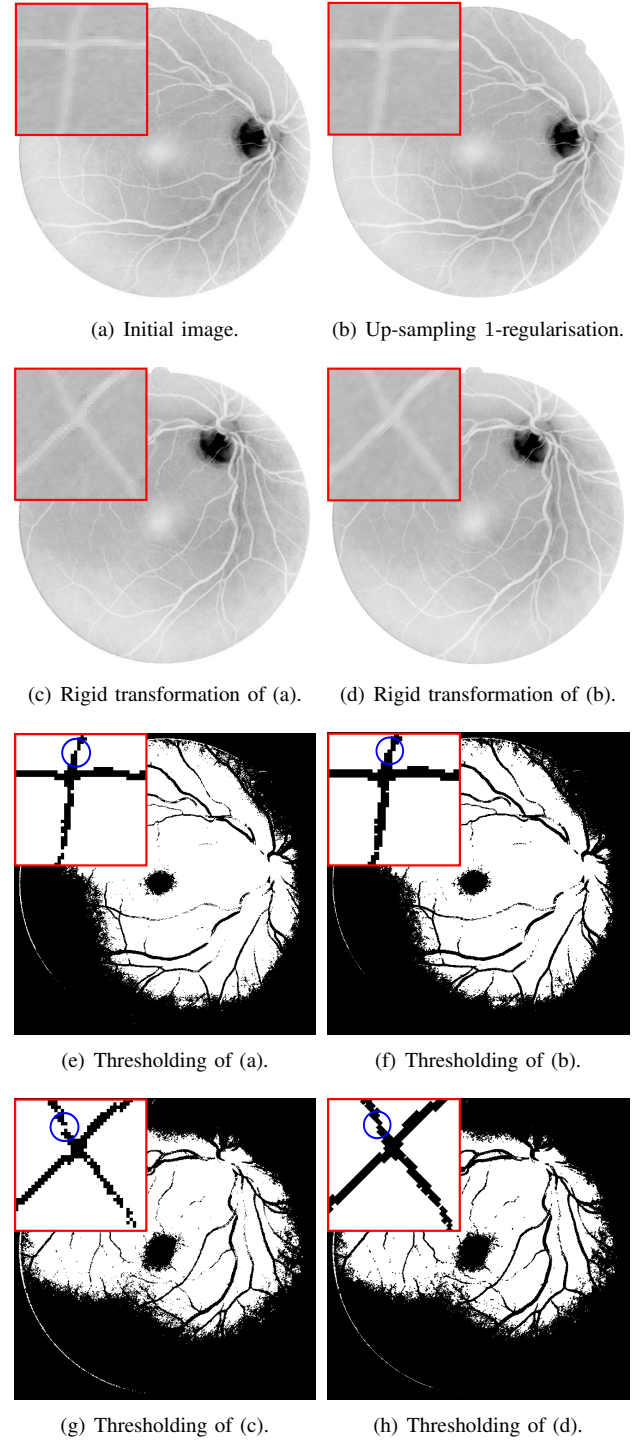 (a) Initial image.
(b) Up-sampling 1-regularisation.
(c) Rigid transformation of (a).
(d) Rigid transformation of (b).
(e) Thresholding of (a).
(f) Thresholding of (b).
(g) Thresholding of (c).
(h) Thresholding of (d).